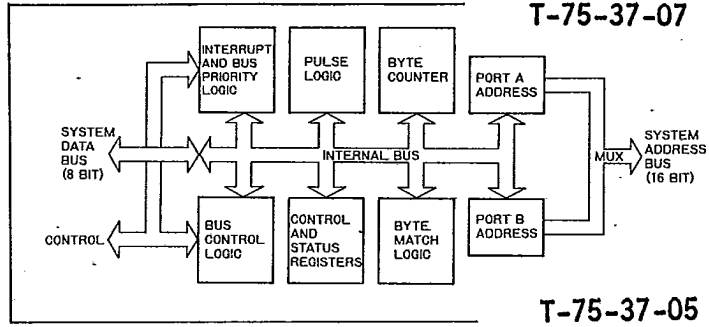 T-75-37-07
INTERRUPT
AND BUS
PRIORITY
LOGIC
PULSE
LOGIC
BYTE
COUNTER
PORT A
ADDRESS
SYSTEM
DATA
BUS
(8 BIT)
INTERNAL BUS
MUX
SYSTEM
ADDRESS
BUS
(16 BIT)
CONTROL
BUS
CONTROL
LOGIC
CONTROL
AND
STATUS
REGISTERS
BYTE
MATCH
LOGIC
PORT B
ADDRESS
T-75-37-05